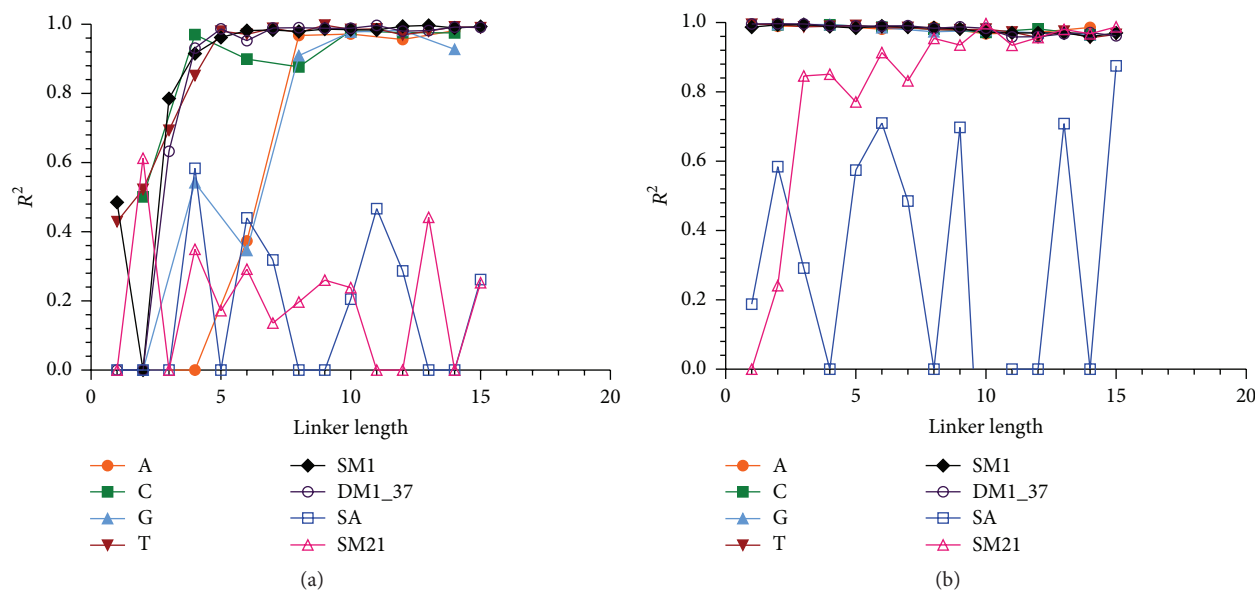 1.0
0.8
0.6
0.4
0.2
0.0
R²
0 5 10 15 20
Linker length
A
C
G
T
SM1
DM1_37
SA
SM21
(a)
1.0
0.8
0.6
0.4
0.2
0.0
R²
0 5 10 15 20
Linker length
A
C
G
T
SM1
DM1_37
SA
SM21
(b)